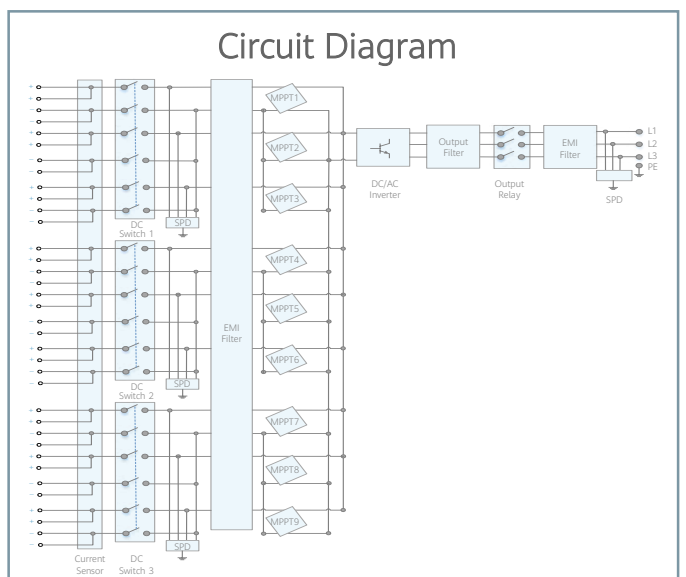 Circuit Diagram
MPPT1
MPPT2
MPPT3
DC
Switch 1
SPD
MPPT4
MPPT5
MPPT6
DC
Switch 2
SPD
MPPT7
MPPT8
MPPT9
SPD
Current
Sensor
DC
Switch 3
EMI
Filter
DC/AC
Inverter
Output
Filter
Output
Relay
EMI
Filter
L1
L2
L3
PE
SPD